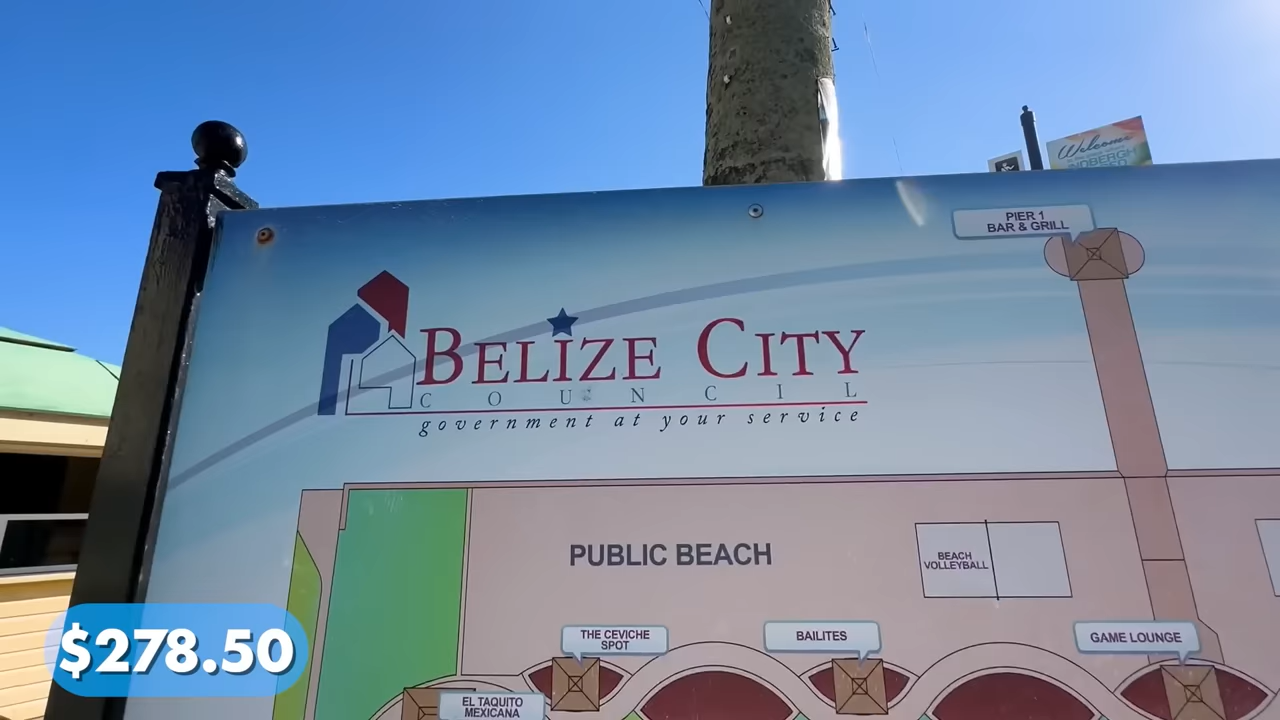 Welcome
PIER 1
BAR & GRILL
BELIZE CITY
COUNCIL
government at your service
PUBLIC BEACH
BEACH
VOLLEYBALL
THE CEVICHE
SPOT
BAILITES
GAME LOUNGE
EL TAQUITO
MEXICANA
$278.50